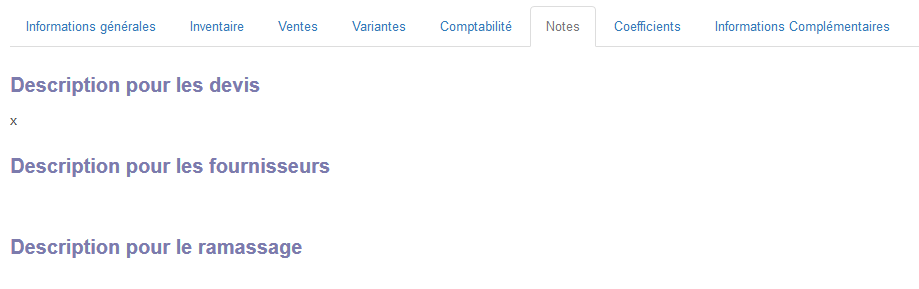 Informations générales Inventaire Ventes Variantes Comptabilité Notes Coefficients Informations Complémentaires
Description pour les devis
x
Description pour les fournisseurs
Description pour le ramassage